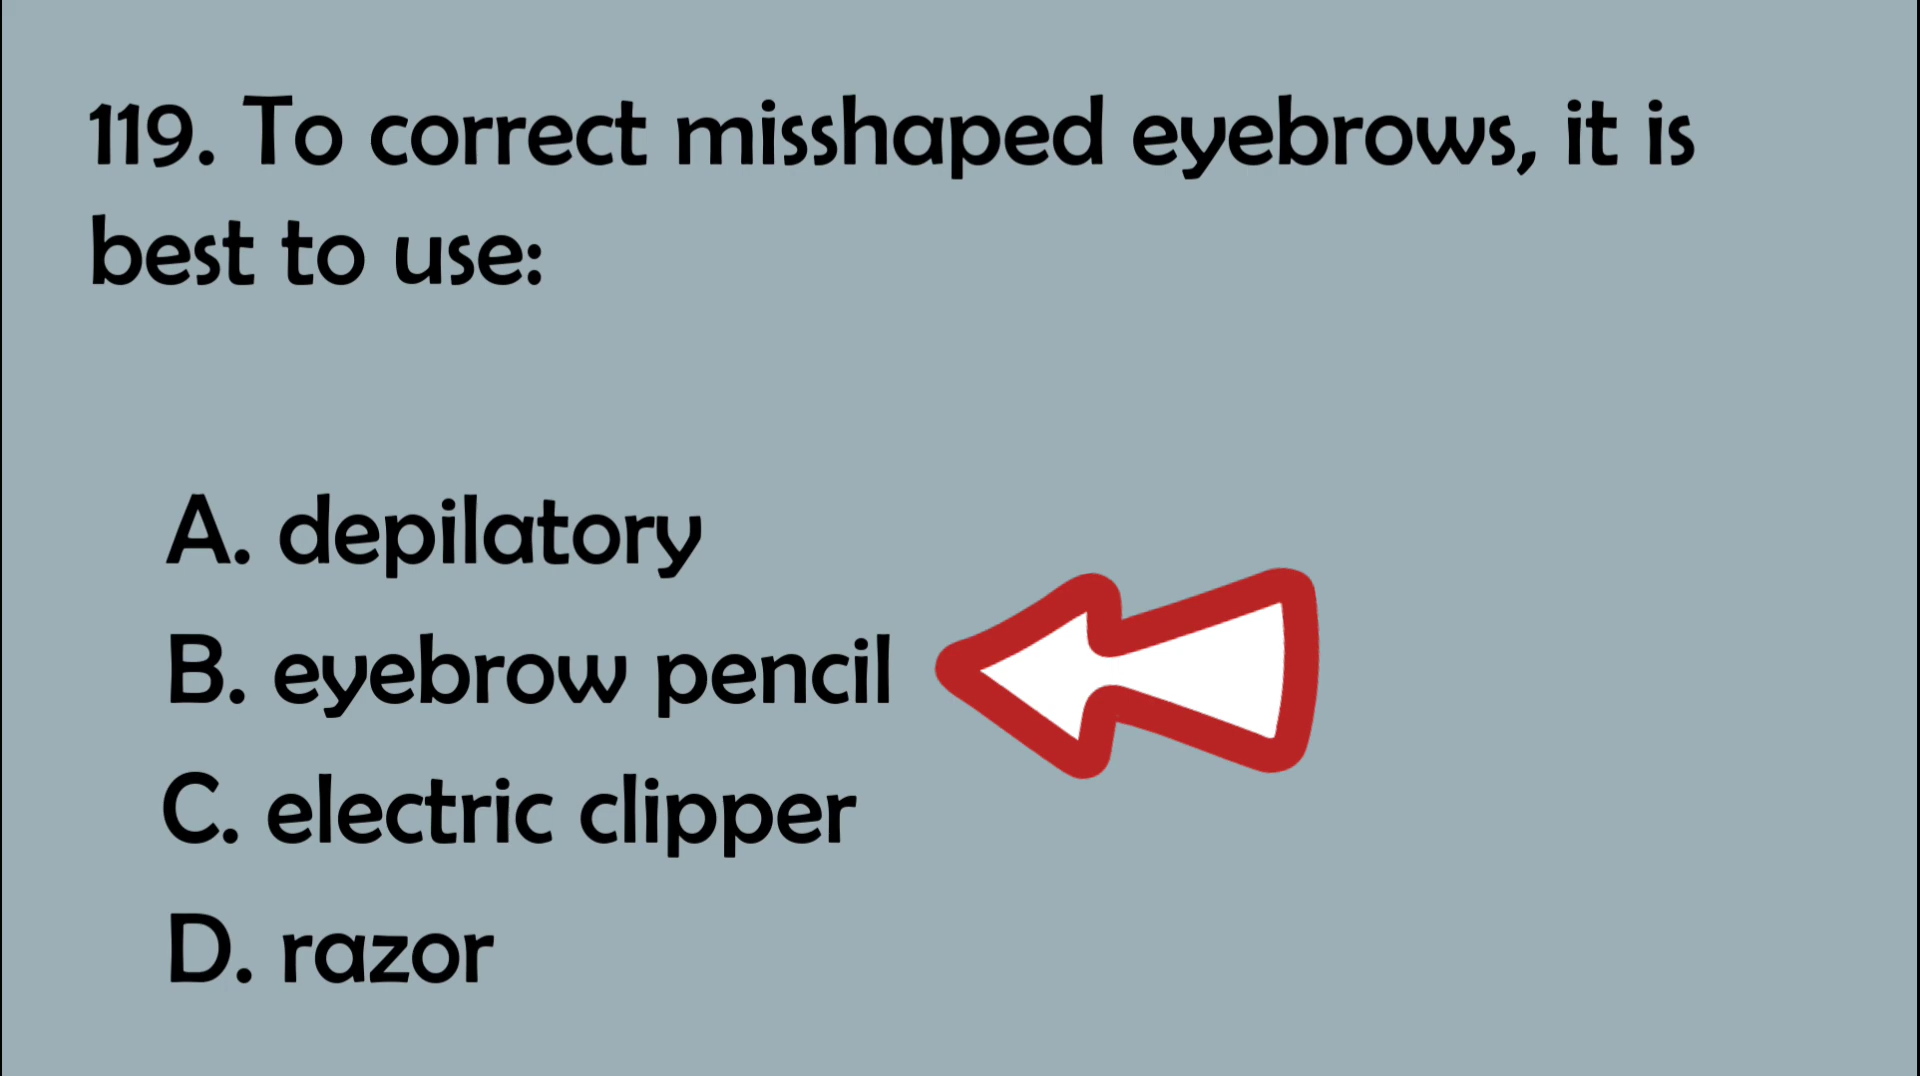 119. To correct misshaped eyebrows, it is
best to use:
A. depilatory
B. eyebrow pencil
C. electric clipper
D. razor